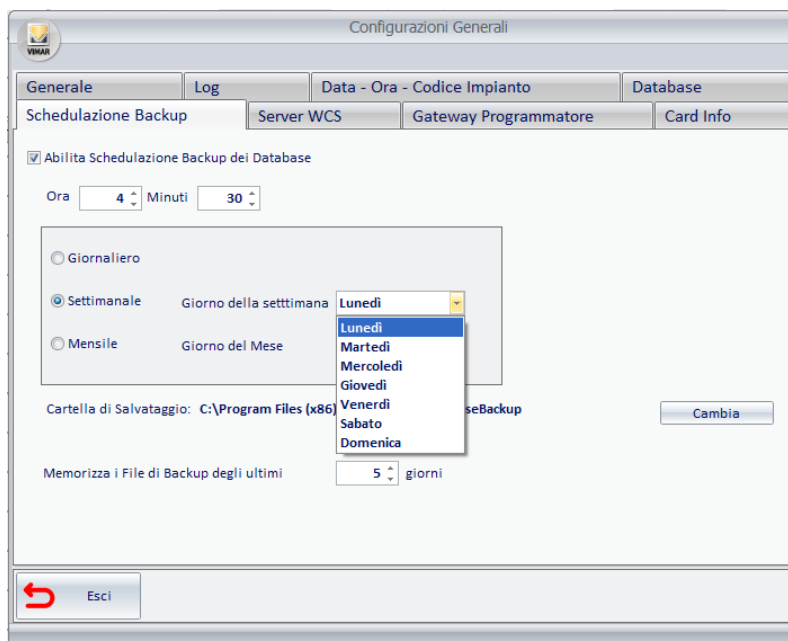 Configurazioni Generali
VIMAR
Generale Log Data - Ora - Codice Impianto Database
Schedulazione Backup Server WCS Gateway Programmatore Card Info
Abilita Schedulazione Backup dei Database
Ora 4 Minuti 30
Giornaliero
Settimanale Giorno della setttimana Lunedì
Lunedì
Mensile Giorno del Mese
Martedì
Mercoledì
Giovedì
Venerdì
Sabato
Domenica
Cartella di Salvataggio: C:\Program Files (x86) seBackup Cambia
Memorizza i File di Backup degli ultimi 5 giorni
Esci